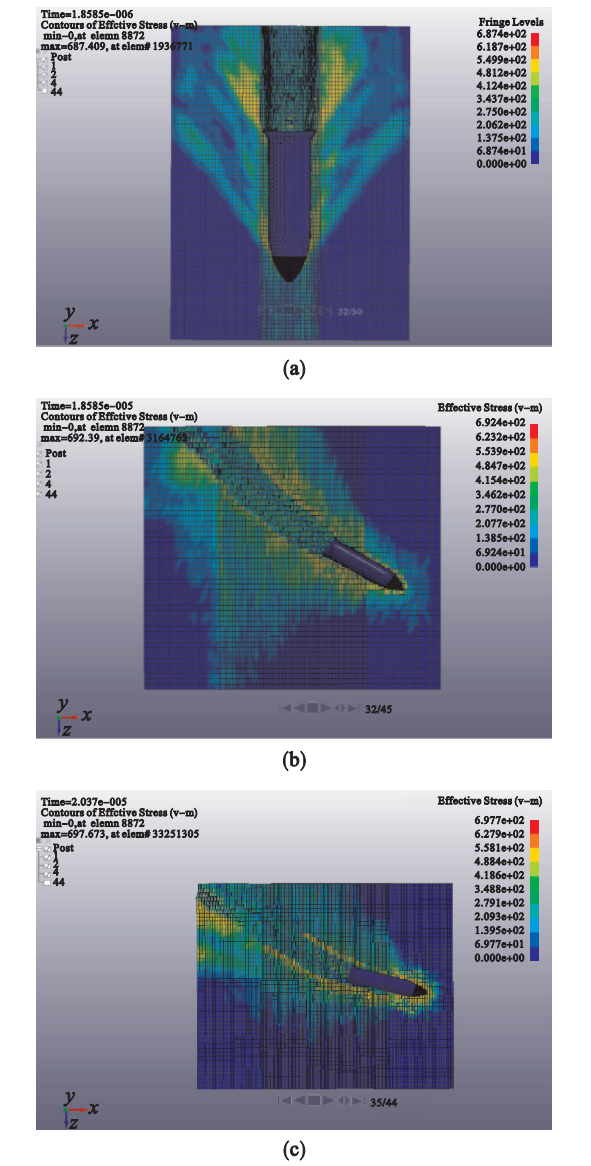 Time=1.8585e-006
Contours of Effctive Stress (v-m)
min-0,at elemn 8872
max=687.409, at elem# 1936771
Post
1
2
4
44
Fringe Levels
6.874e+02
6.187e+02
5.499e+02
4.812e+02
4.124e+02
3.437e+02
2.750e+02
2.062e+02
1.375e+02
6.874e+01
0.000e+00
32/50
y
x
z
(a)
Time=1.8585e-005
Contours of Effctive Stress (v-m)
min-0,at elemn 8872
max=692.39, at elem# 3164762
Post
1
2
4
44
Effective Stress (v-m)
6.924e+02
6.232e+02
5.539e+02
4.847e+02
4.154e+02
3.462e+02
2.770e+02
2.077e+02
1.385e+02
6.924e+01
0.000e+00
32/45
y
x
z
(b)
Time=2.037e-005
Contours of Effctive Stress (v-m)
min-0,at elemn 8872
max=697.673, at elem# 33251305
Post
1
2
4
44
Effective Stress (v-m)
6.977e+02
6.279e+02
5.581e+02
4.884e+02
4.186e+02
3.488e+02
2.791e+02
2.093e+02
1.395e+02
6.977e+01
0.000e+00
35/44
y
x
z
(c)